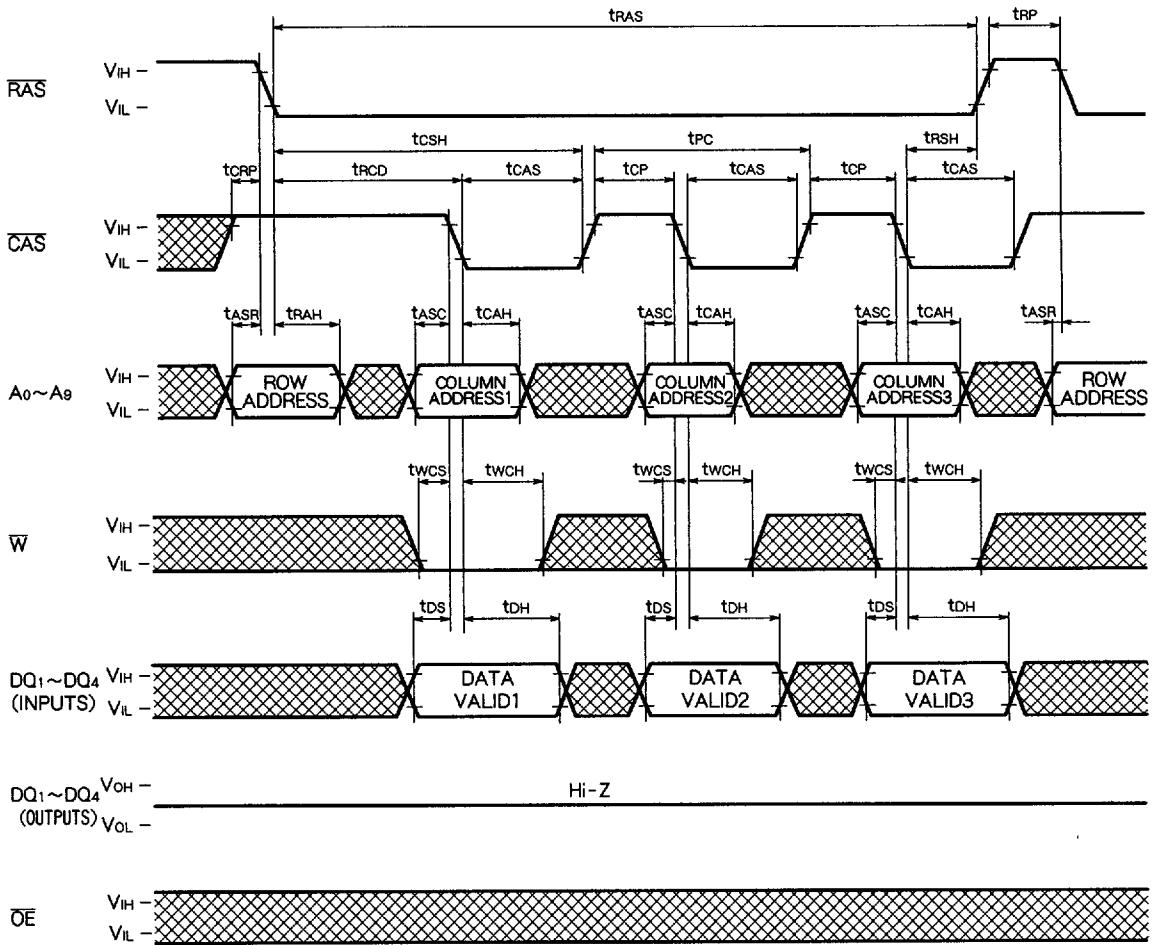 tRAS tRP
RAS VIH
VIL
tCSH tPC tRSH
tCRP tRCD tCAS tCP tCAS tCP tCAS
CAS VIH
VIL
tASR tRAH tASC tCAH tASC tCAH tASC tCAH tASR
A0~A9 VIH
VIL
ROW ADDRESS
COLUMN ADDRESS1
COLUMN ADDRESS2
COLUMN ADDRESS3
ROW ADDRESS
tWCS tWCH tWCS tWCH tWCS tWCH
W VIH
VIL
tDS tDH tDS tDH tDS tDH
DQ1~DQ4 (INPUTS) VIH
VIL
DATA VALID1
DATA VALID2
DATA VALID3
DQ1~DQ4 (OUTPUTS) VOH
VOL
Hi-Z
OE VIH
VIL